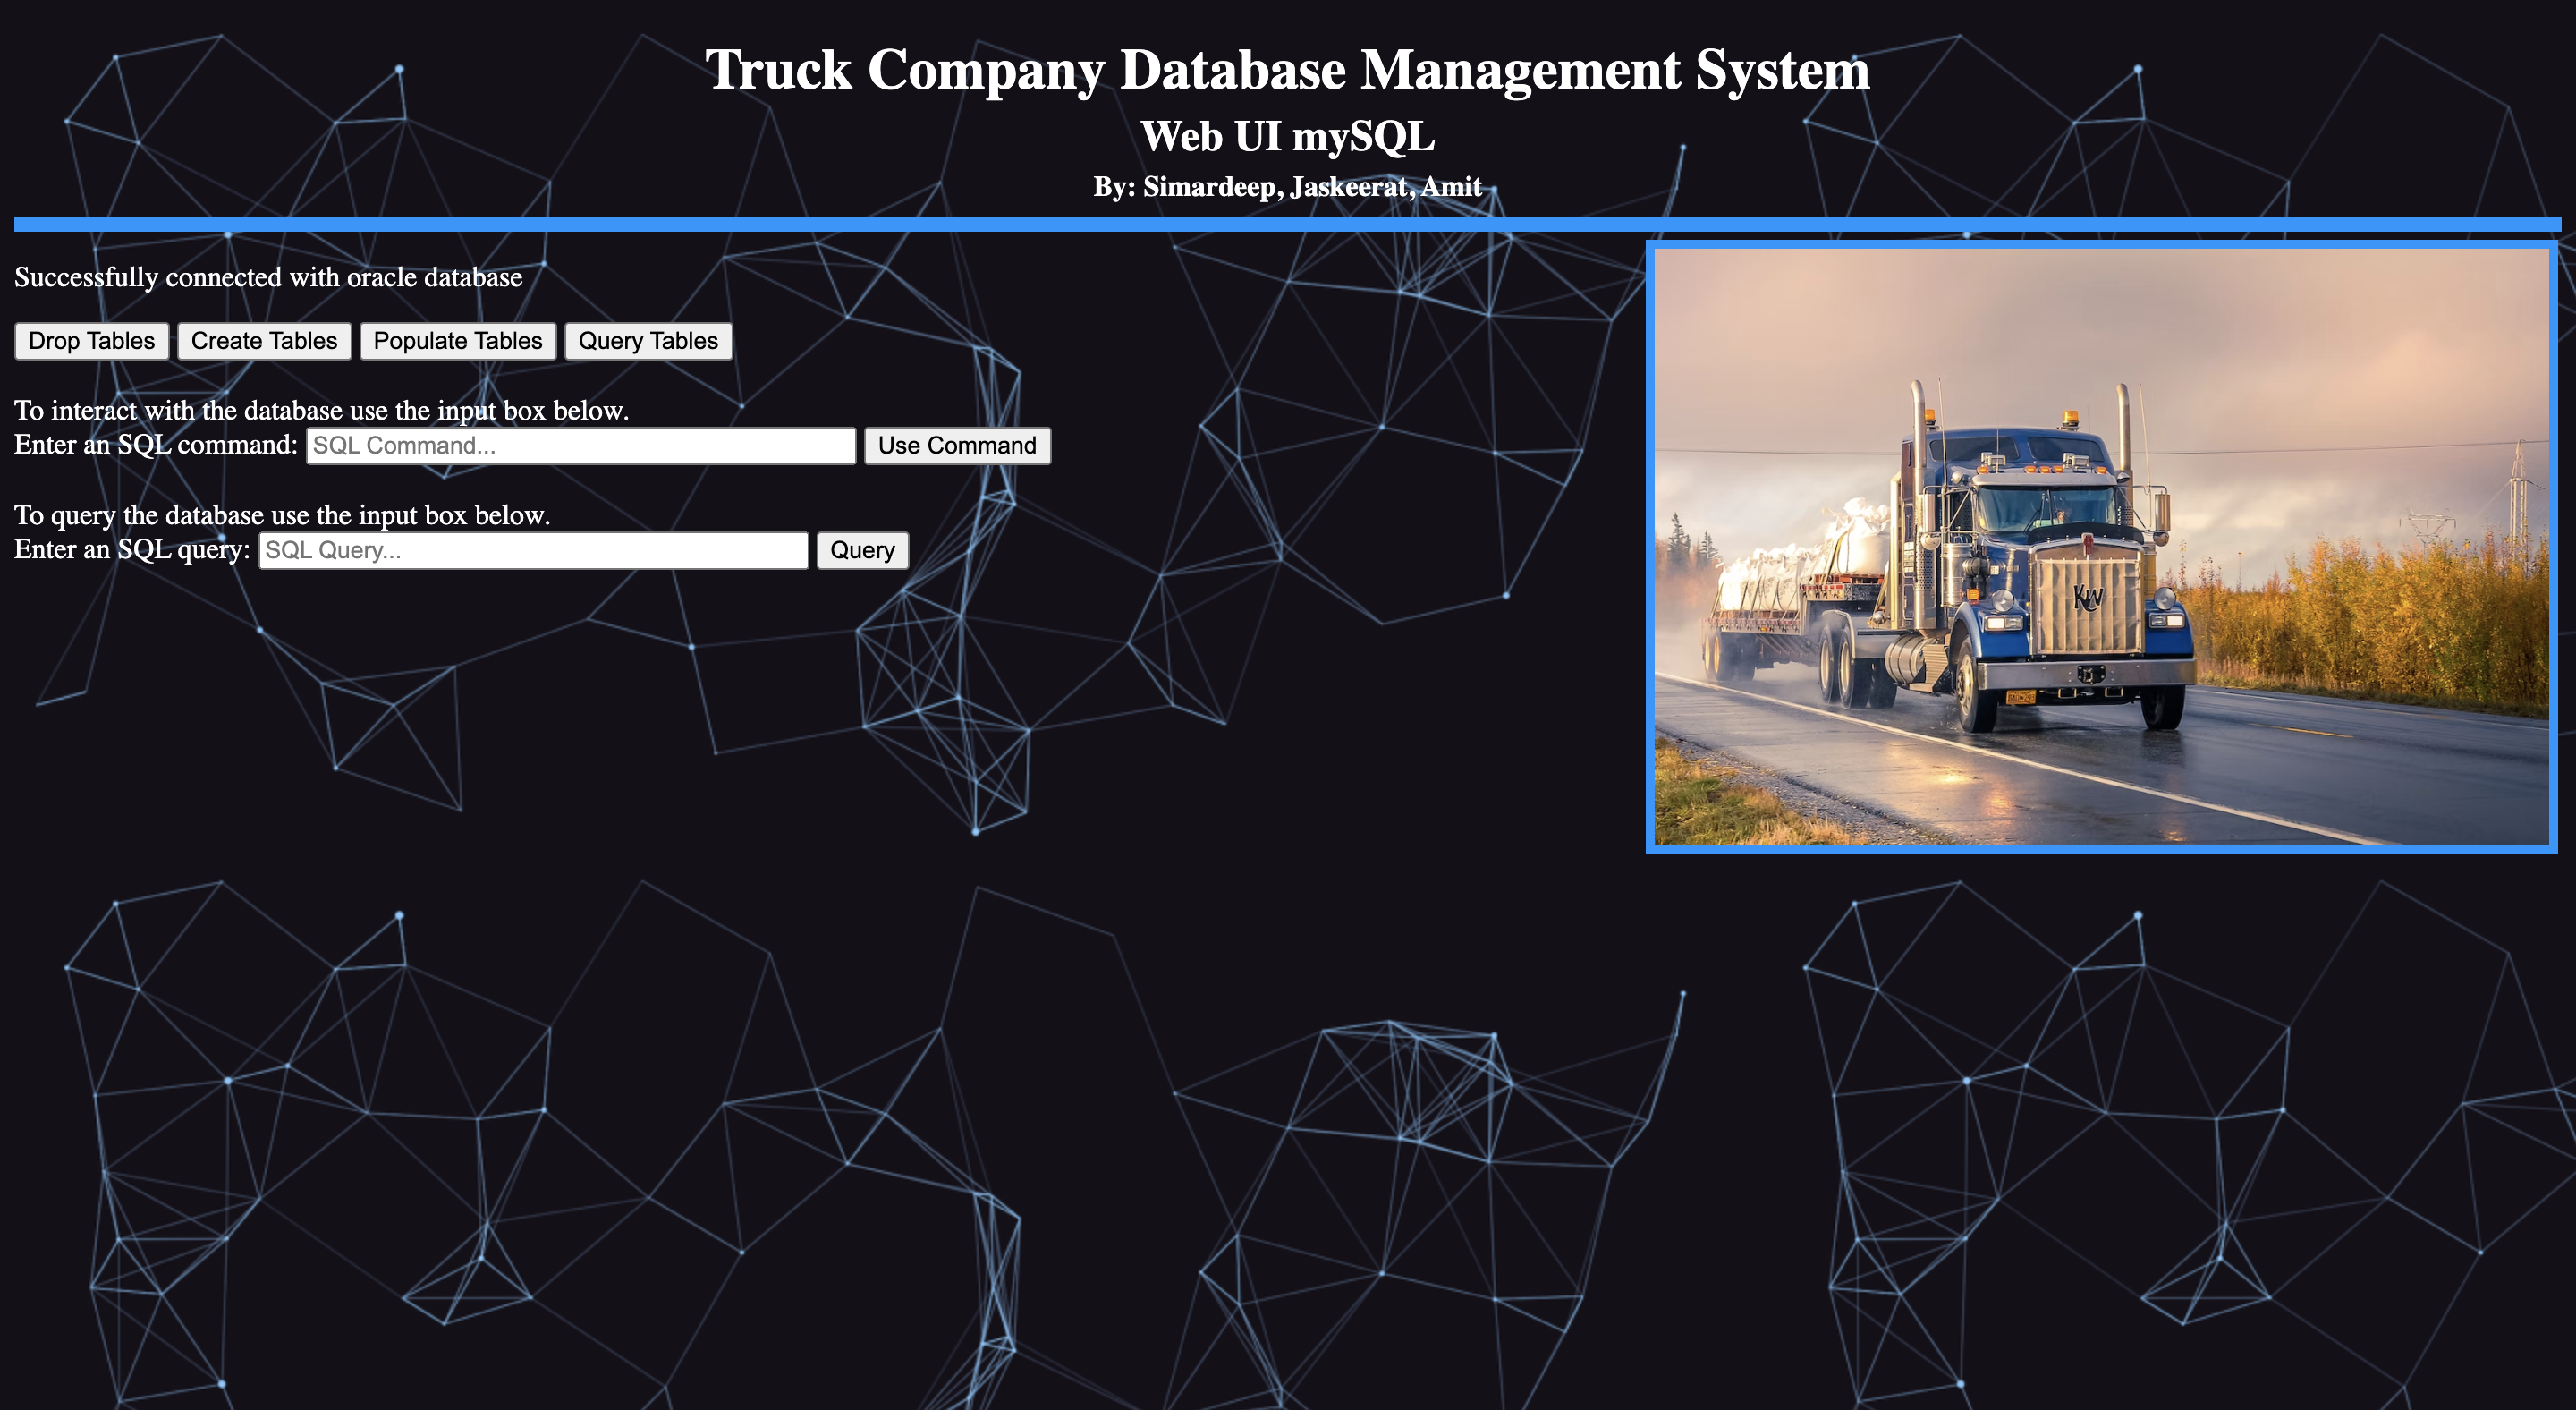 Truck Company Database Management System
Web UI mySQL
By: Simardeep, Jaskeerat, Amit
Successfully connected with oracle database
Drop Tables Create Tables Populate Tables Query Tables
To interact with the database use the input box below.
Enter an SQL command: SQL Command... Use Command
To query the database use the input box below.
Enter an SQL query: SQL Query... Query
KW